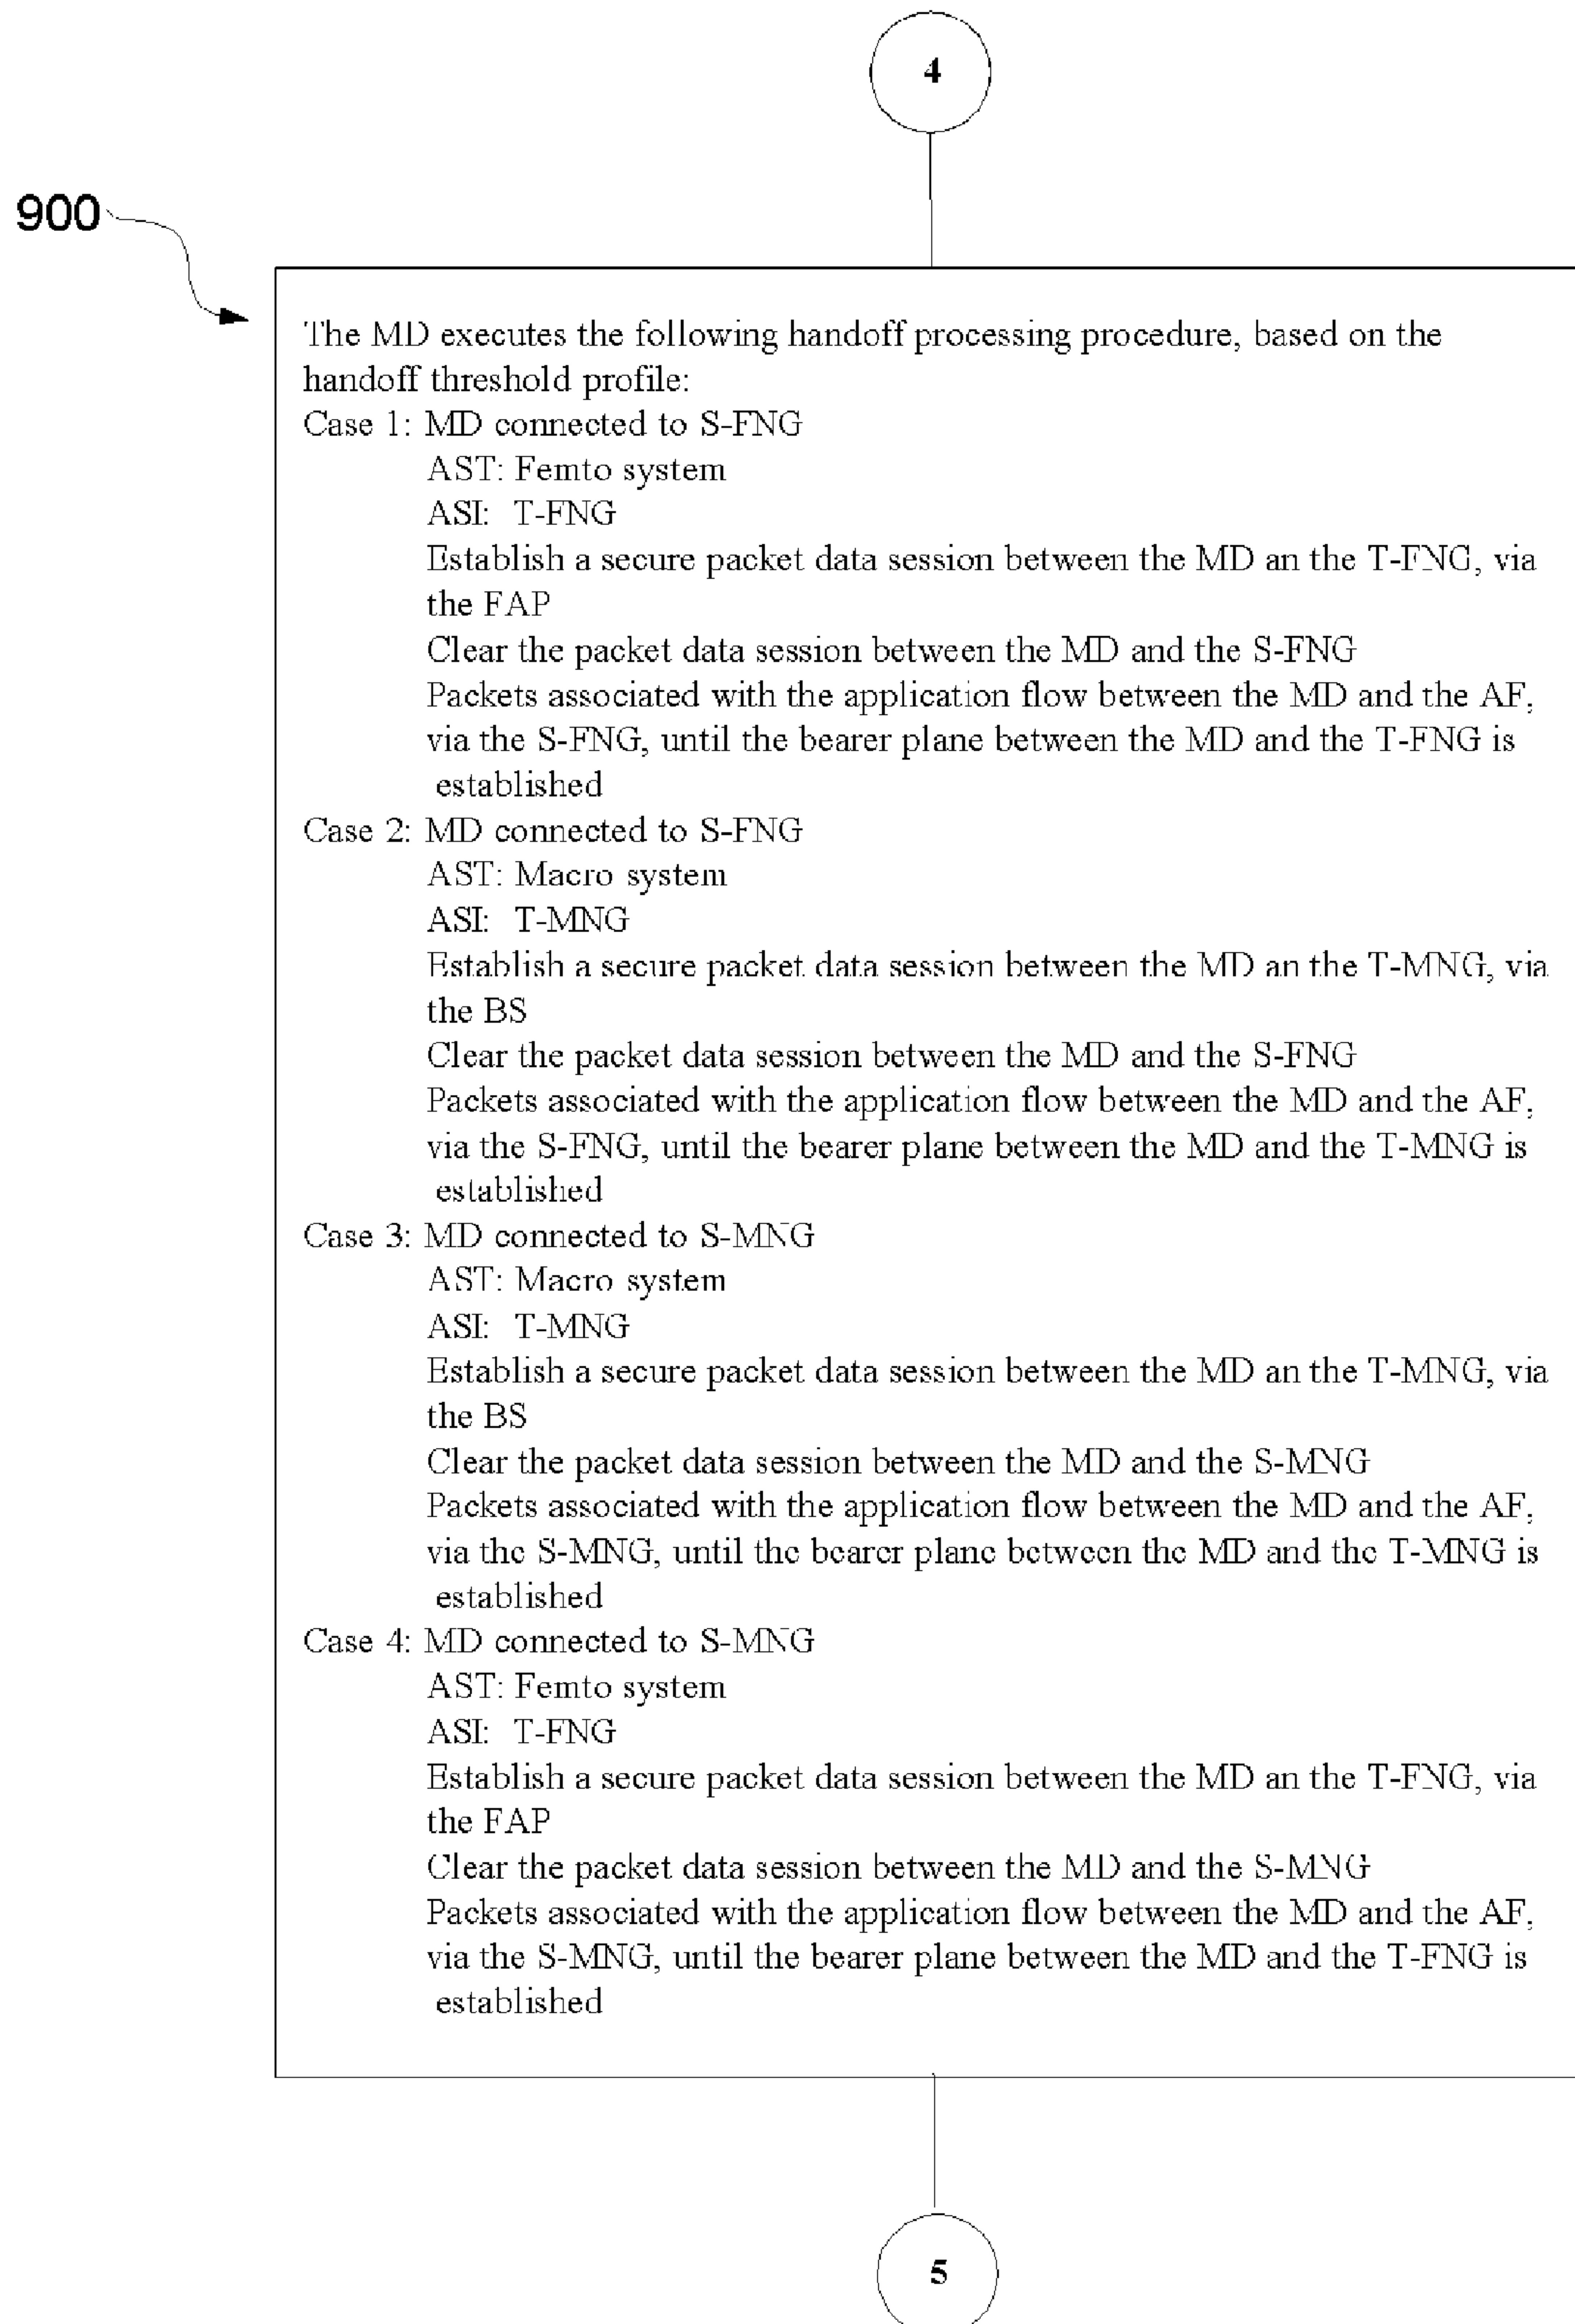 4
900
The MD executes the following handoff processing procedure, based on the
handoff threshold profile:
Case 1: MD connected to S-FNG
AST: Femto system
ASI: T-FNG
Establish a secure packet data session between the MD an the T-FNG, via
the FAP
Clear the packet data session between the MD and the S-FNG
Packets associated with the application flow between the MD and the AF,
via the S-FNG, until the bearer plane between the MD and the T-FNG is
established
Case 2: MD connected to S-FNG
AST: Macro system
ASI: T-MNG
Establish a secure packet data session between the MD an the T-MNG, via
the BS
Clear the packet data session between the MD and the S-FNG
Packets associated with the application flow between the MD and the AF,
via the S-FNG, until the bearer plane between the MD and the T-MNG is
established
Case 3: MD connected to S-MNG
AST: Macro system
ASI: T-MNG
Establish a secure packet data session between the MD an the T-MNG, via
the BS
Clear the packet data session between the MD and the S-MNG
Packets associated with the application flow between the MD and the AF,
via the S-MNG, until the bearer plane between the MD and the T-MNG is
established
Case 4: MD connected to S-MNG
AST: Femto system
ASI: T-FNG
Establish a secure packet data session between the MD an the T-FNG, via
the FAP
Clear the packet data session between the MD and the S-MNG
Packets associated with the application flow between the MD and the AF,
via the S-MNG, until the bearer plane between the MD and the T-FNG is
established
5